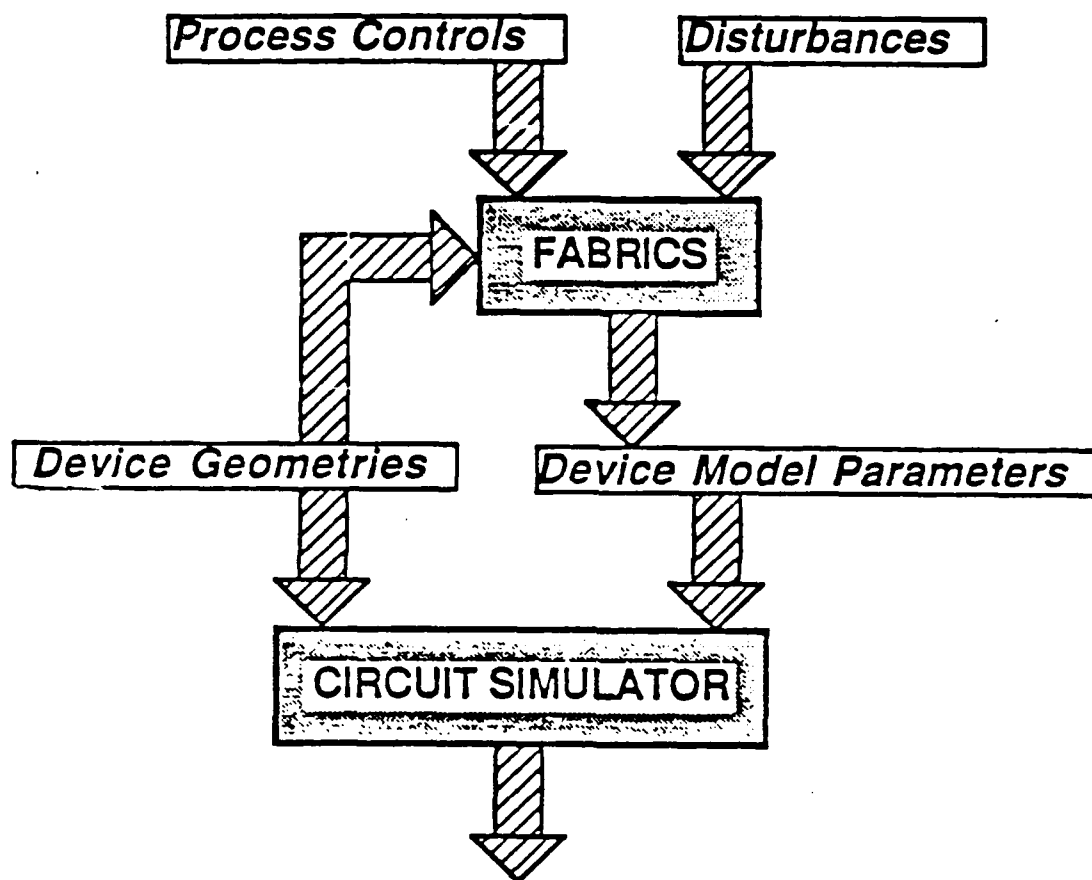 Process Controls
Disturbances
FABRICS
Device Geometries
Device Model Parameters
CIRCUIT SIMULATOR